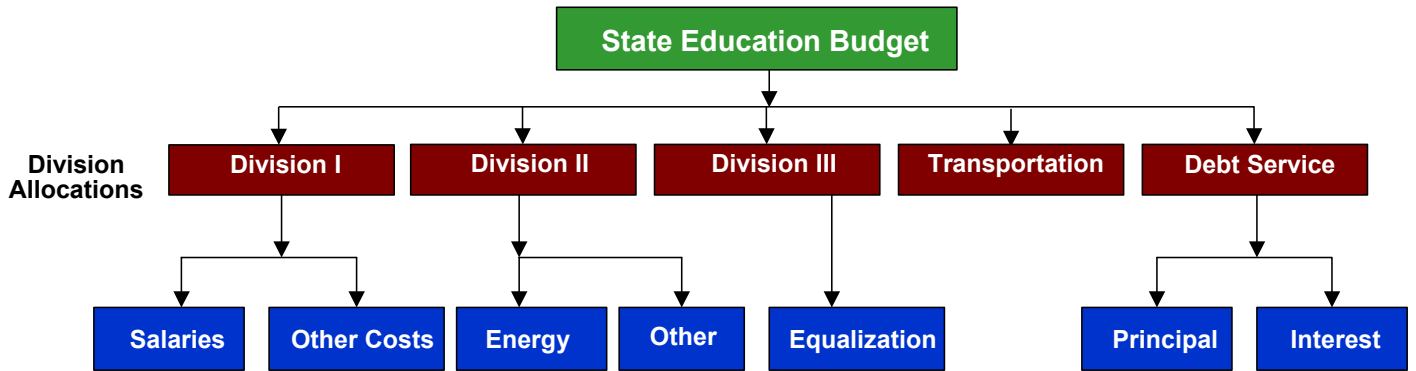 State Education Budget
Division
Allocations
Division I
Division II
Division III
Transportation
Debt Service
Salaries
Other Costs
Energy
Other
Equalization
Principal
Interest